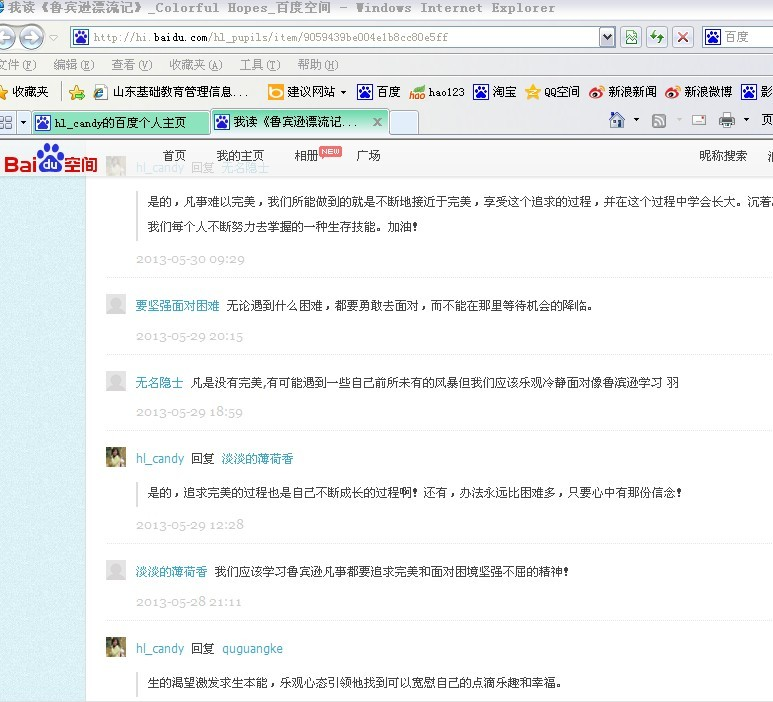 我读《鲁宾逊漂流记》_Colorful Hopes_百度空间 - Windows Internet Explorer
http://hi.baidu.com/hl_pupils/item/9059439be004e1b8cc80e5ff
百度
文件(F) 编辑(E) 查看(V) 收藏夹(A) 工具(T) 帮助(H)
收藏夹 山东基础教育管理信息... 建议网站 百度 hao123 淘宝 QQ空间 新浪新闻 新浪微博 影
hl_candy的百度个人主页 我读《鲁宾逊漂流记... 页
Bai du 空间 首页 我的主页 相册 NEW 广场 昵称搜索
hl_candy 回复 无名隐士
是的，凡事难以完美，我们所能做到的就是不断地接近于完美，享受这个追求的过程，并在这个过程中学会长大。沉着
我们每个人不断努力去掌握的一种生存技能。加油！
2013-05-30 09:29
要坚强面对困难 无论遇到什么困难，都要勇敢去面对，而不能在那里等待机会的降临。
2013-05-29 20:15
无名隐士 凡是没有完美,有可能遇到一些自己前所未有的风暴但我们应该乐观冷静面对像鲁滨逊学习 羽
2013-05-29 18:59
hl_candy 回复 淡淡的薄荷香
是的，追求完美的过程也是自己不断成长的过程啊！还有，办法永远比困难多，只要心中有那份信念！
2013-05-29 12:28
淡淡的薄荷香 我们应该学习鲁宾逊凡事都要追求完美和面对困境坚强不屈的精神！
2013-05-28 21:11
hl_candy 回复 quguangke
生的渴望激发求生本能，乐观心态引领他找到可以宽慰自己的点滴乐趣和幸福。